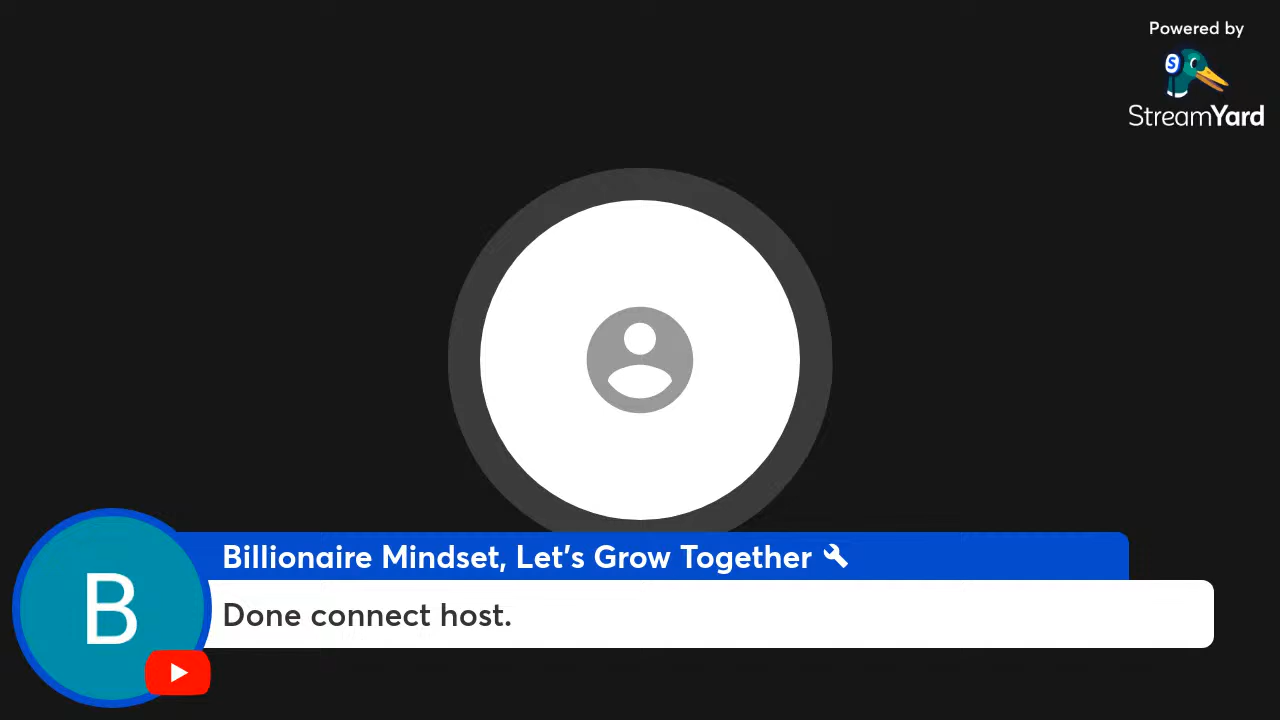 Powered by
S
StreamYard
Billionaire Mindset, Let's Grow Together
B
Done connect host.